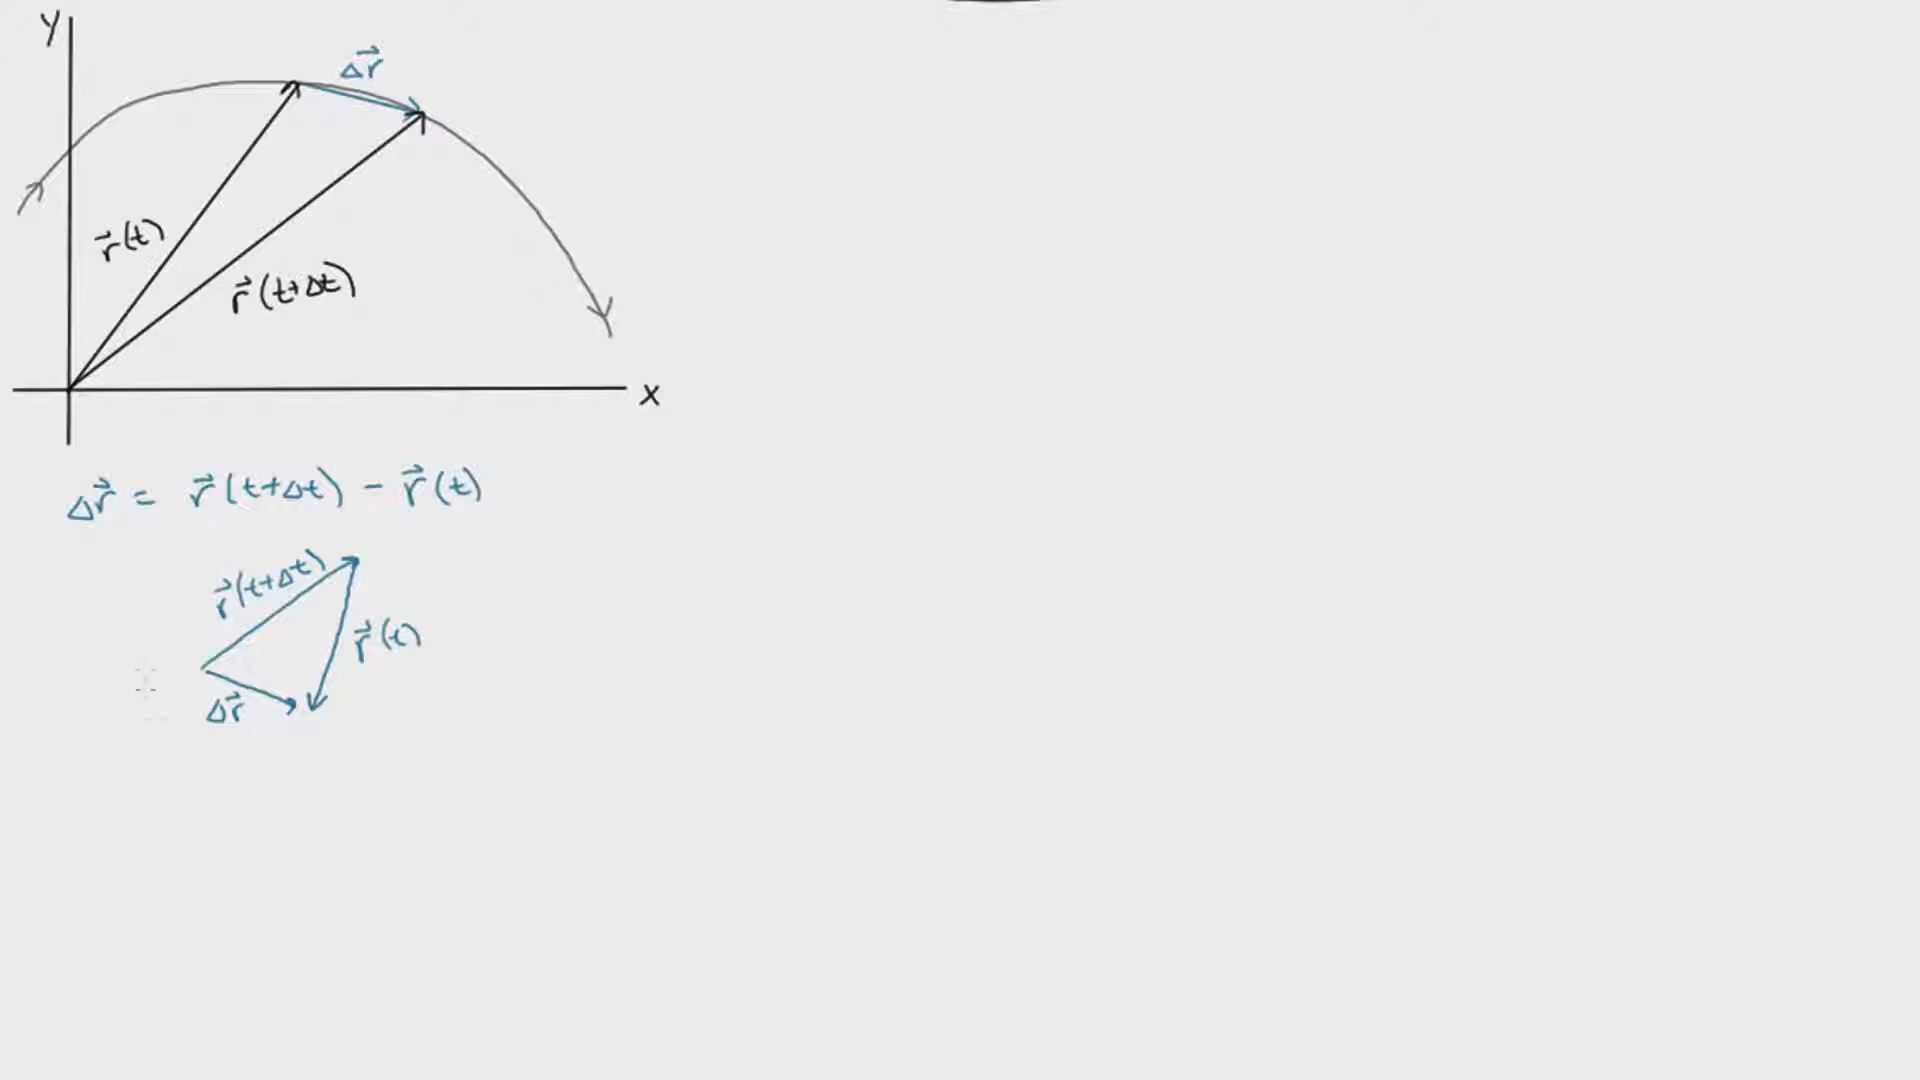 y
Δr⃗
r⃗(t)
r⃗(t+Δt)
x
Δr⃗ = r⃗(t+Δt) - r⃗(t)
r⃗(t+Δt)
r⃗(t)
Δr⃗